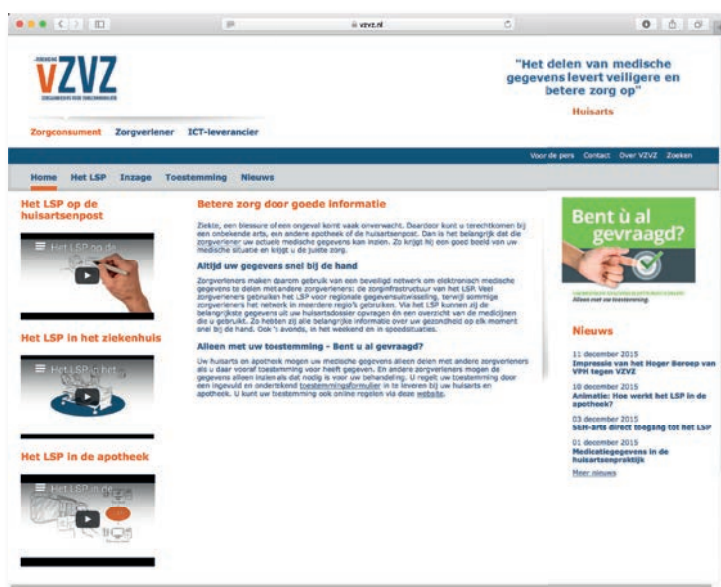 vzvz.nl
VZVZ
"Het delen van medische
gegevens levert veiligere en
betere zorg op"
Huisarts
Zorgconsument Zorgverlener ICT-leverancier
Voor de pers Contact Over VZVZ Zoeken
Home Het LSP Inzage Toestemming Nieuws
Het LSP op de
huisartsenpost
Het LSP op de
Het LSP in het ziekenhuis
Het LSP in het
Het LSP in de apotheek
Het LSP in de
Betere zorg door goede informatie
Ziekte, een blessure of een ongeval komt vaak onverwacht. Daardoor kunt u terechtkomen bij
een onbekende arts, een andere apotheek of de huisartsenpost. Dan is het belangrijk dat die
zorgverlener uw actuele medische gegevens kan inzien. Zo krijgt hij een goed beeld van uw
medische situatie en krijgt u de juiste zorg.
Altijd uw gegevens snel bij de hand
Zorgverleners maken daarom gebruik van een beveiligd netwerk om elektronisch medische
gegevens te delen met andere zorgverleners: de zorginfrastructuur van het LSP. Veel
zorgverleners gebruiken het LSP voor regionale gegevensuitwisseling, terwijl sommige
zorgverleners het netwerk in meerdere regio's gebruiken. Via het LSP kunnen zij de
belangrijkste gegevens uit uw huisartsdossier opvragen én een overzicht van de medicijnen
die u gebruikt. Zo hebben zij alle belangrijke informatie over uw gezondheid op elk moment
snel bij de hand. Ook 's avonds, in het weekend en in spoedsituaties.
Alleen met uw toestemming - Bent u al gevraagd?
Uw huisarts en apotheek mogen uw medische gegevens alleen delen met andere zorgverleners
als u daar vooraf toestemming voor heeft gegeven. En andere zorgverleners mogen de
gegevens alleen inzien als dat nodig is voor uw behandeling. U regelt uw toestemming door
een ingevuld en ondertekend toestemmingsformulier in te leveren bij uw huisarts en
apotheek. U kunt uw toestemming ook online regelen via deze website.
Bent ù al
gevraagd?
Alleen met uw toestemming.
Nieuws
11 december 2015
Impressie van het Hoger Beroep van
VPH tegen VZVZ
10 december 2015
Animatie: Hoe werkt het LSP in de
apotheek?
03 december 2015
SEH-arts direct toegang tot het LSP
01 december 2015
Medicatiegegevens in de
huisartsenpraktijk
Meer nieuws